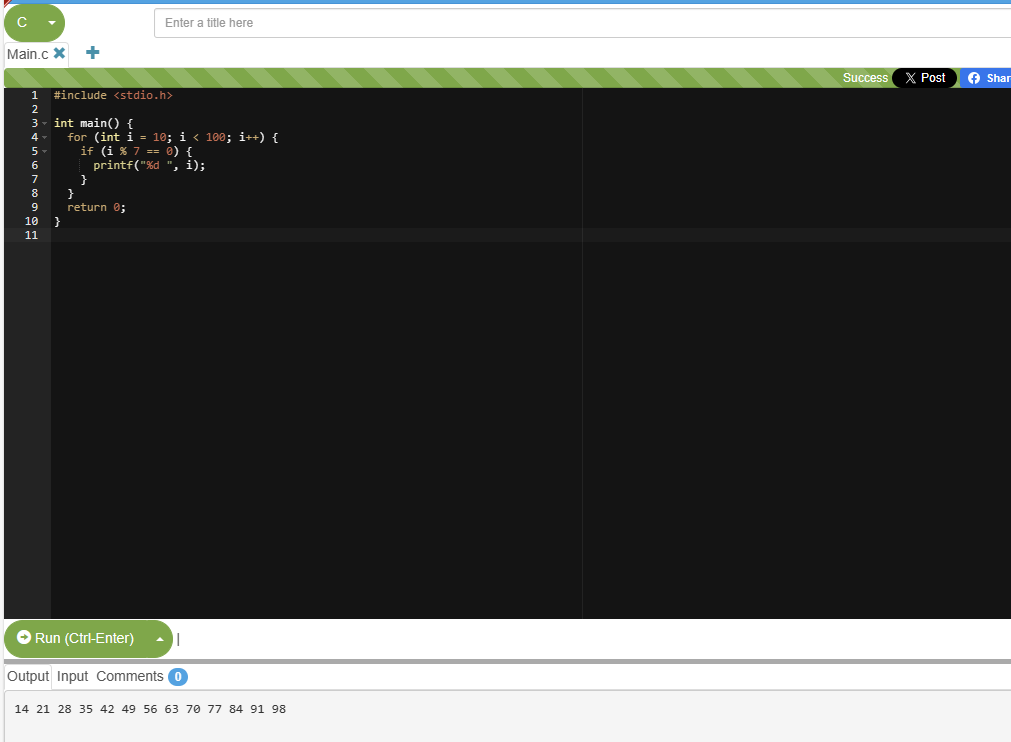 C
Enter a title here
Main.c
Success Post Shar
1 #include <stdio.h>
2
3 int main() {
4   for (int i = 10; i < 100; i++) {
5     if (i % 7 == 0) {
6       printf("%d ", i);
7     }
8   }
9   return 0;
10 }
11
Run (Ctrl-Enter) |
Output Input Comments 0
14 21 28 35 42 49 56 63 70 77 84 91 98